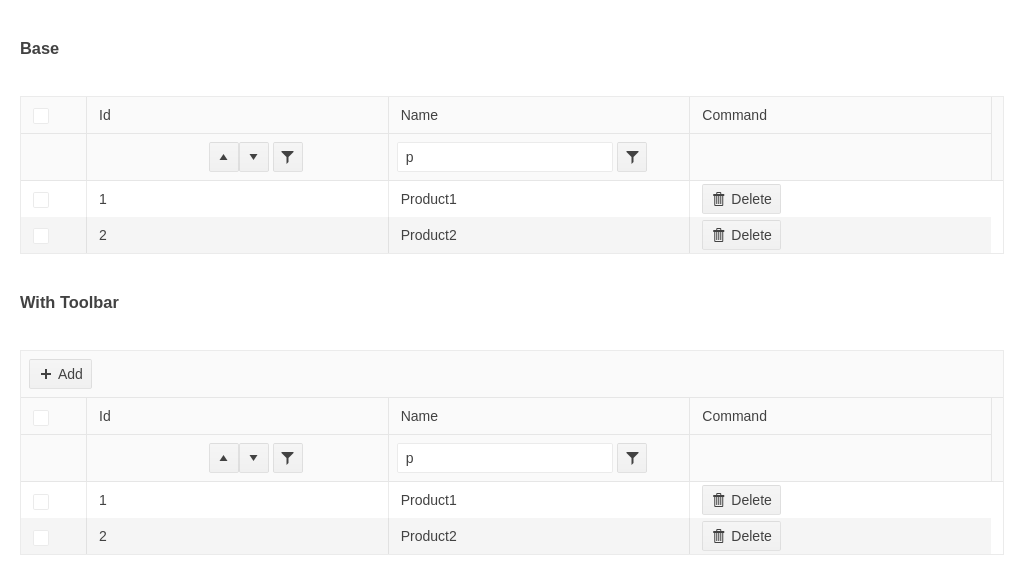 Base
Id Name Command
p
1 Product1 Delete
2 Product2 Delete
With Toolbar
Add
Id Name Command
p
1 Product1 Delete
2 Product2 Delete